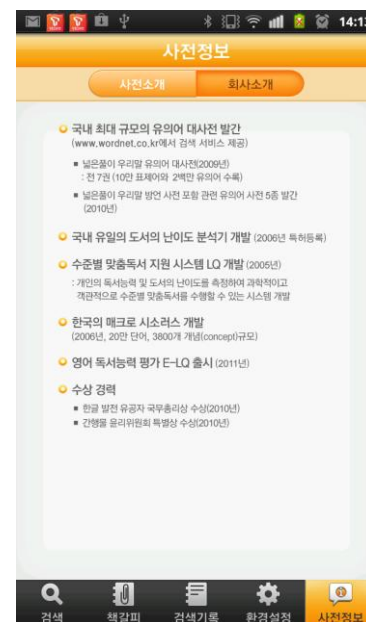 14:13
사전정보
사전소개
회사소개
국내 최대 규모의 유의어 대사전 발간
(www.wordnet.co.kr에서 검색 서비스 제공)
■ 넓은풀이 우리말 유의어 대사전(2009년)
: 전 7권 (10만 표제어와 2백만 유의어 수록)
■ 넓은풀이 우리말 방언 사전 포함 관련 유의어 사전 5종 발간
(2010년)
국내 유일의 도서의 난이도 분석기 개발 (2006년 특허등록)
수준별 맞춤독서 지원 시스템 LQ 개발 (2005년)
: 개인의 독서능력 및 도서의 난이도를 측정하여 과학적이고
객관적으로 수준별 맞춤독서를 수행할 수 있는 시스템 개발
한국의 매크로 시소러스 개발
(2006년, 20만 단어, 3800개 개념(concept)규모)
영어 독서능력 평가 E-LQ 출시 (2011년)
수상 경력
■ 한글 발전 유공자 국무총리상 수상(2010년)
■ 간행물 윤리위원회 특별상 수상(2010년)
검색
책갈피
검색기록
환경설정
사전정보